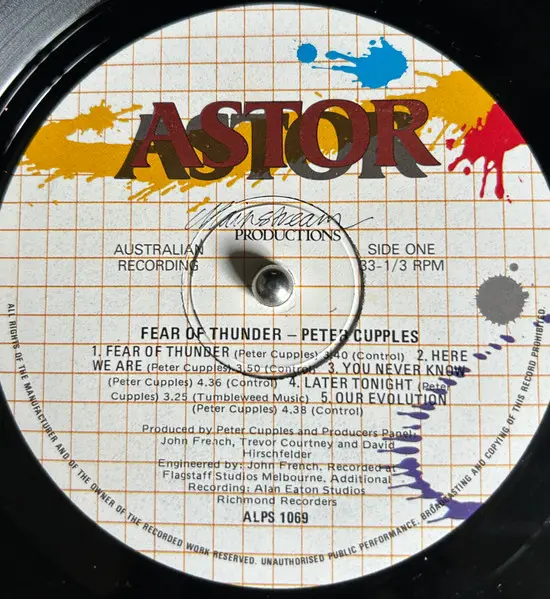 ASTOR
Mainstream
PRODUCTIONS
AUSTRALIAN
RECORDING
SIDE ONE
33-1/3 RPM
FEAR OF THUNDER – PETER CUPPLES
1. FEAR OF THUNDER (Peter Cupples) 3.40 (Control) 2. HERE
WE ARE (Peter Cupples) 3.50 (Control) 3. YOU NEVER KNOW
(Peter Cupples) 4.36 (Control) 4. LATER TONIGHT (Peter
Cupples) 3.25 (Tumbleweed Music) 5. OUR EVOLUTION
(Peter Cupples) 4.38 (Control)
Produced by Peter Cupples and Producers Panel:
John French, Trevor Courtney and David
Hirschfelder
Engineered by: John French, Recorded at
Flagstaff Studios Melbourne, Additional
Recording: Alan Eaton Studios
Richmond Recorders
ALPS 1069
ALL RIGHTS OF THE MANUFACTURER AND OF THE OWNER OF THE RECORDED WORK RESERVED. UNAUTHORISED PUBLIC PERFORMANCE, BROADCASTING AND COPYING OF THIS RECORD PROHIBITED.